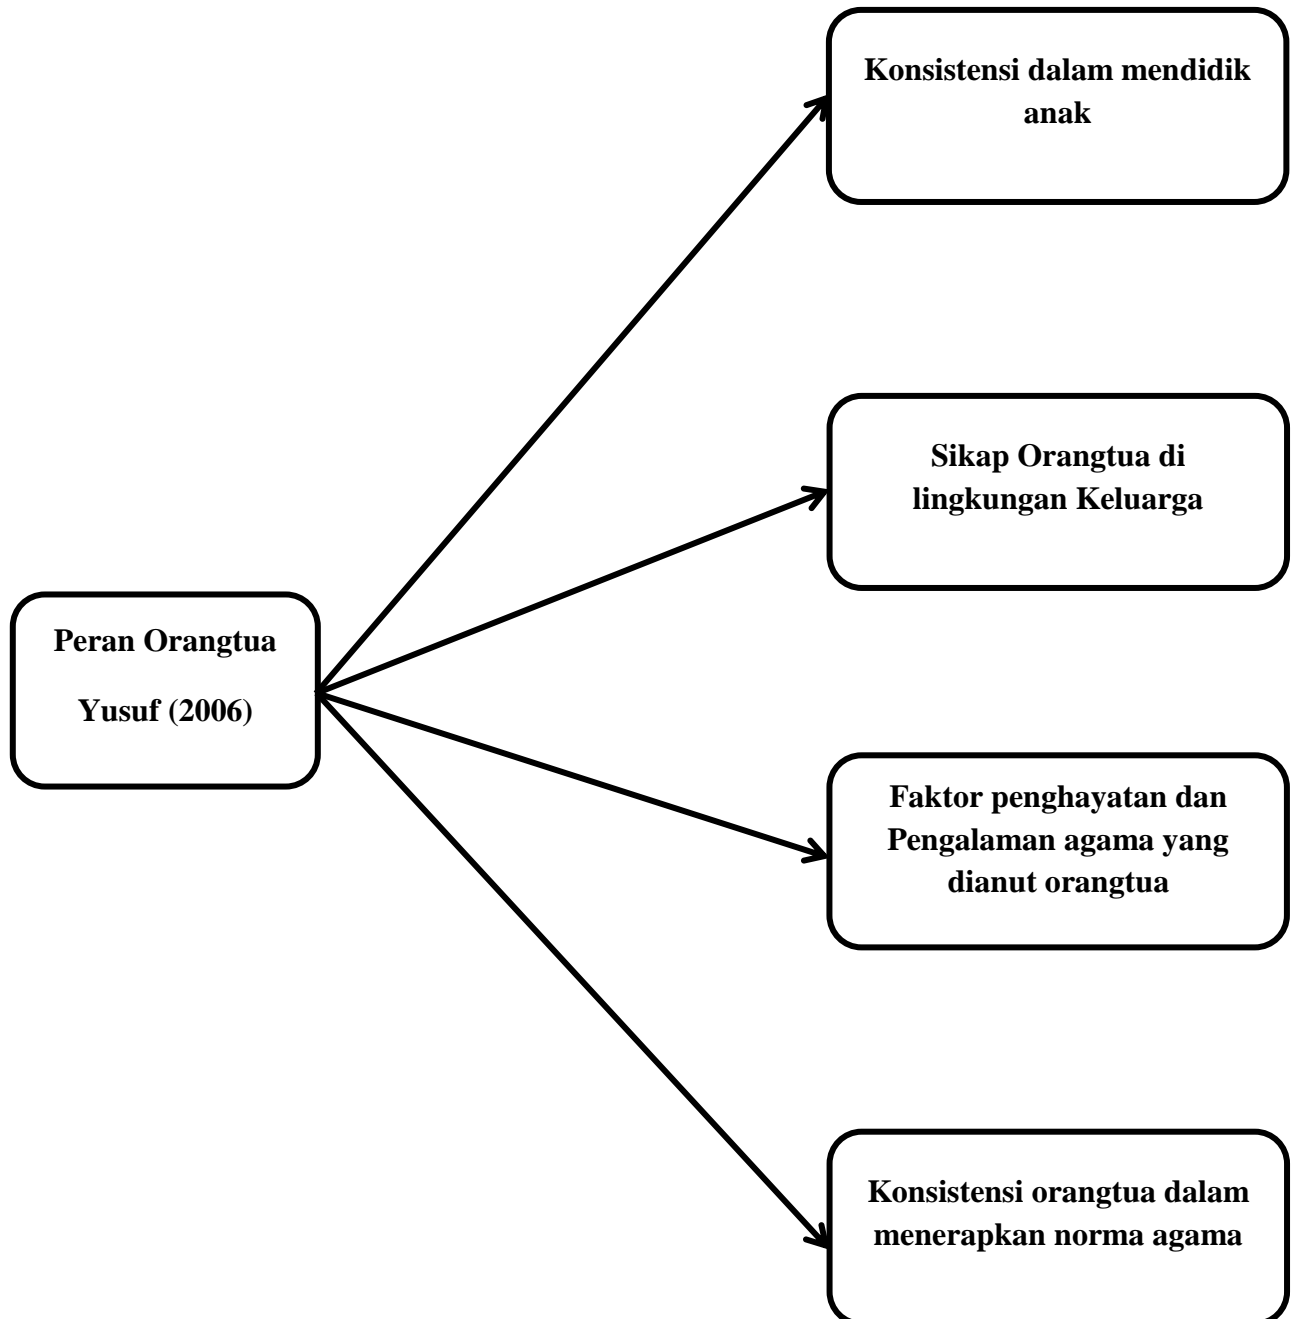 Konsistensi dalam mendidik
anak
Sikap Orangtua di
lingkungan Keluarga
Peran Orangtua
Yusuf (2006)
Faktor penghayatan dan
Pengalaman agama yang
dianut orangtua
Konsistensi orangtua dalam
menerapkan norma agama